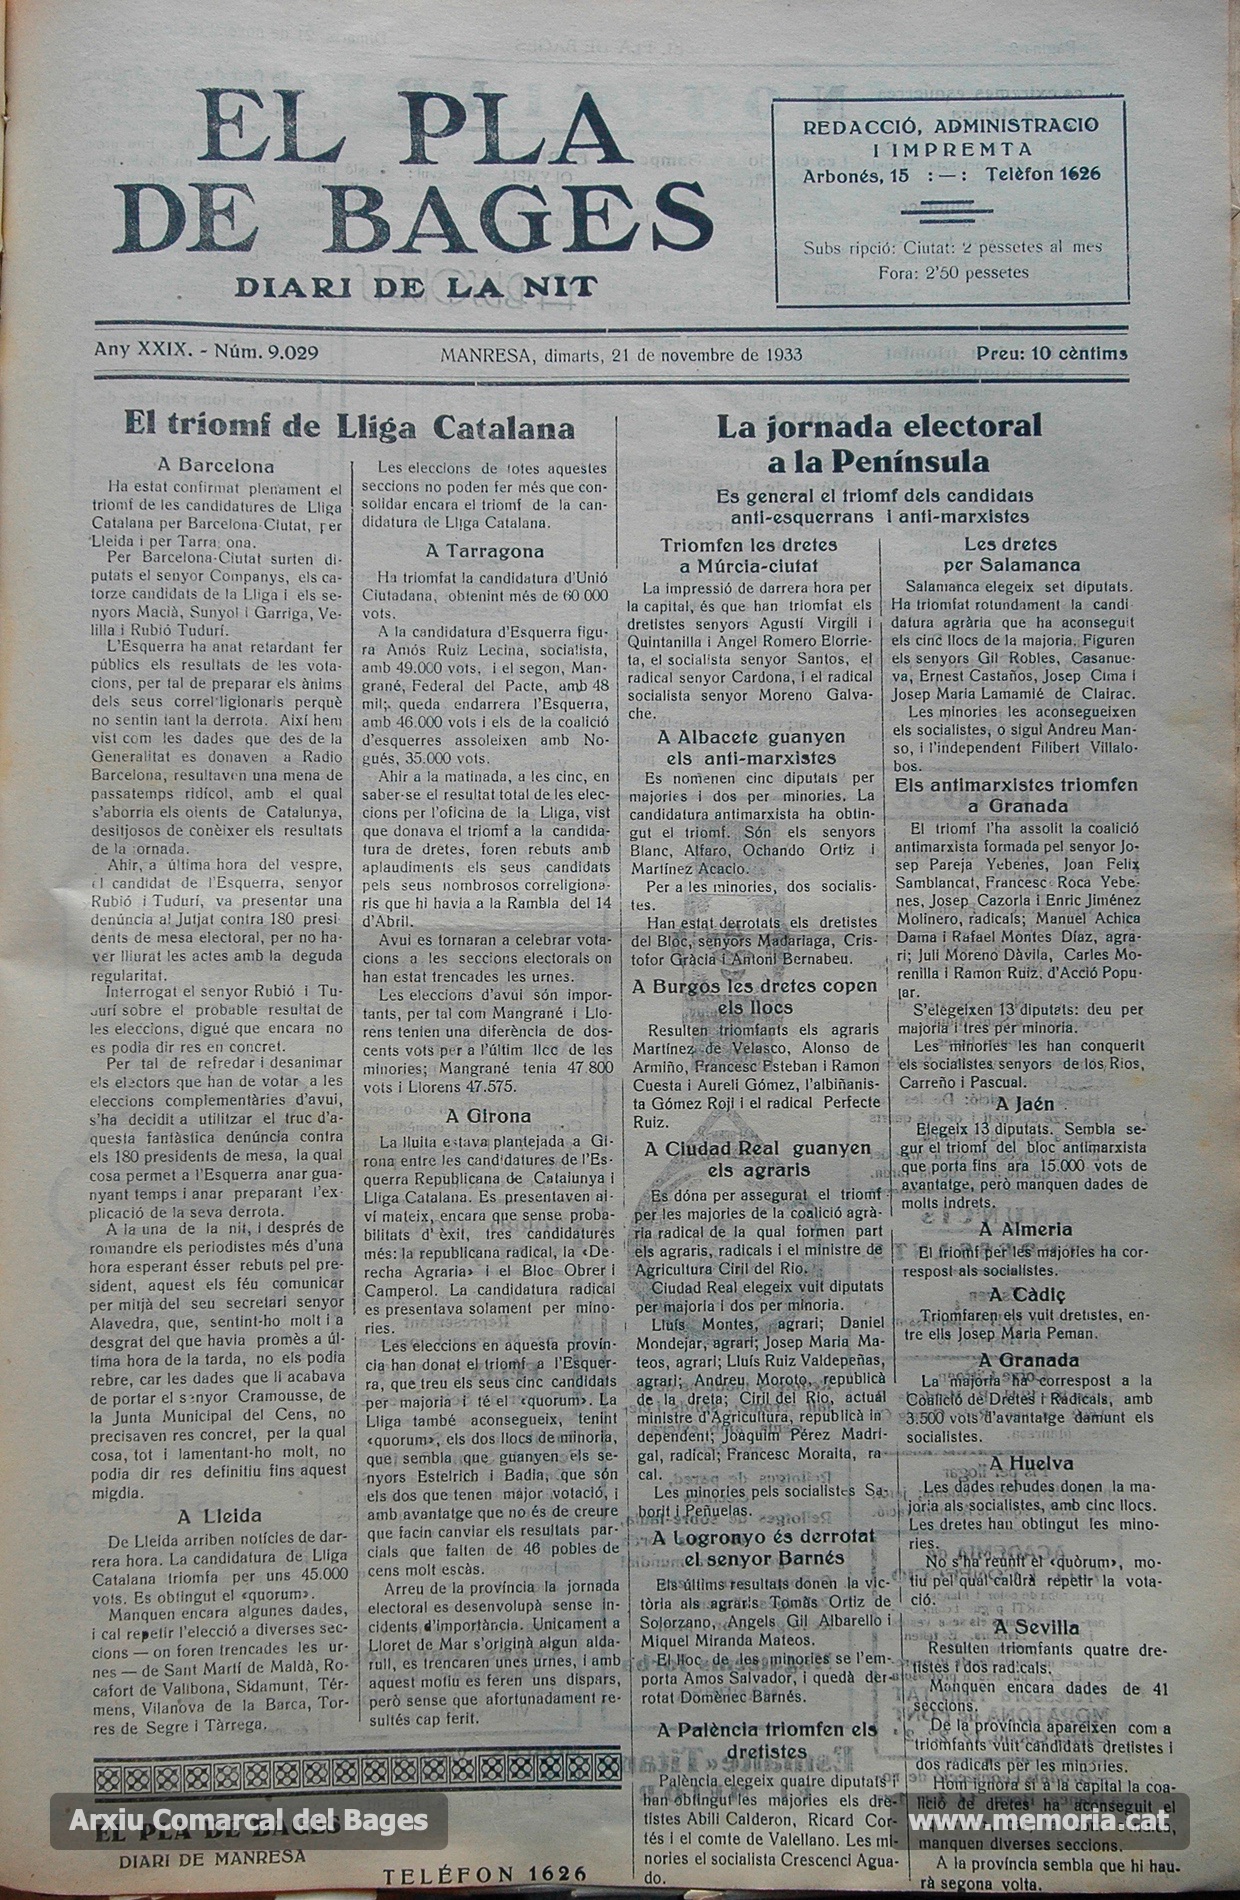 EL PLA
DE BAGES
DIARI DE LA NIT
REDACCIÓ, ADMINISTRACIO
I IMPREMTA
Arbonés, 15 :—: Telèfon 1626
Subs ripció: Ciutat: 2 pessetes al mes
Fora: 2'50 pessetes
Any XXIX. - Núm. 9.029
MANRESA, dimarts, 21 de novembre de 1933
Preu: 10 cèntims
El triomf de Lliga Catalana
A Barcelona
Ha estat confirmat plenament el
triomf de les candidatures de Lliga
Catalana per Barcelona-Ciutat, per
Lleida i per Tarra ona.
Per Barcelona-Ciutat surten di-
putats el senyor Companys, els ca-
torze candidats de la Lliga i els se-
nyors Macià, Sunyol i Garriga, Ve-
lilla i Rubió Tudurí.
L'Esquerra ha anat retardant fer
públics els resultats de les vota-
cions, per tal de preparar els ànims
dels seus correl·ligionaris perquè
no sentin tant la derrota. Així hem
vist com les dades que des de la
Generalitat es donaven a Radio
Barcelona, resultaven una mena de
passatemps ridícol, amb el qual
s'aborria els oients de Catalunya,
desitjosos de conèixer els resultats
de la jornada.
Ahir, a última hora del vespre,
el candidat de l'Esquerra, senyor
Rubió i Tudurí, va presentar una
denúncia al Jutjat contra 180 presi
dents de mesa electoral, per no ha-
ver lliurat les actes amb la deguda
regularitat.
Interrogat el senyor Rubió i Tu-
durí sobre el probable resultat de
les eleccions, digué que encara no
es podia dir res en concret.
Per tal de refredar i desanimar
els electors que han de votar a les
eleccions complementàries d'avui,
s'ha decidit a utilitzar el truc d'a-
questa fantàstica denúncia contra
els 180 presidents de mesa, la qual
cosa permet a l'Esquerra anar gua-
nyant temps i anar preparant l'ex-
plicació de la seva derrota.
A la una de la nit, i després de
romandre els periodistes més d'una
hora esperant ésser rebuts pel pre-
sident, aquest els féu comunicar
per mitjà del seu secretari senyor
Alavedra, que, sentint-ho molt i a
desgrat del que havia promès a úl-
tima hora de la tarda, no els podia
rebre, car les dades que li acabava
de portar el senyor Cramousse, de
la Junta Municipal del Cens, no
precisaven res concret, per la qual
cosa, tot i lamentant-ho molt, no
podia dir res definitiu fins aquest
migdia.
A Lleida
De Lleida arriben notícies de dar-
rera hora. La candidatura de Lliga
Catalana triomfa per uns 45.000
vots. Es obtingut el «quorum».
Manquen encara algunes dades,
i cal repetir l'elecció a diverses sec-
cions — on foren trencades les ur-
nes — de Sant Martí de Maldà, Ro-
cafort de Vallbona, Sidamunt, Tér-
mens, Vilanova de la Barca, Tor-
res de Segre i Tàrrega.
Les eleccions de totes aquestes
seccions no poden fer més que con-
solidar encara el triomf de la can-
didatura de Lliga Catalana.
A Tarragona
Ha triomfat la candidatura d'Unió
Ciutadana, obtenint més de 60 000
vots.
A la candidatura d'Esquerra figu-
ra Amós Ruiz Lecina, socialista,
amb 49.000 vots, i el segon, Man-
grané, Federal del Pacte, amb 48
mil;. queda endarrera l'Esquerra,
amb 46.000 vots i els de la coalició
d'esquerres assoleixen amb No-
gués, 35.000 vots.
Ahir a la matinada, a les cinc, en
saber-se el resultat total de les elec-
cions per l'oficina de la Lliga, vist
que donava el triomf a la candida-
tura de dretes, foren rebuts amb
aplaudiments els seus candidats
pels seus nombrosos correligiona-
ris que hi havia a la Rambla del 14
d'Abril.
Avui es tornaran a celebrar vota-
cions a les seccions electorals on
han estat trencades les urnes.
Les eleccions d'avui són impor-
tants, per tal com Mangrané i Llo-
rens tenien una diferència de dos-
cents vots per a l'últim lloc de les
minories; Mangrané tenia 47.800
vots i Llorens 47.575.
A Girona
La lluita estava plantejada a Gi-
rona entre les candidatures de l'Es-
querra Republicana de Catalunya i
Lliga Catalana. Es presentaven ai-
ví mateix, encara que sense proba-
bilitats d'èxit, tres candidatures
més: la republicana radical, la «De-
recha Agraria» i el Bloc Obrer i
Camperol. La candidatura radical
es presentava solament per mino-
ries.
Les eleccions en aquesta provín-
cia han donat el triomf a l'Esquer-
ra, que treu els seus cinc candidats
per majoria i té el «quorum». La
Lliga també aconsegueix, tenint
«quorum», els dos llocs de minoria,
que sembla que guanyen els se-
nyors Estelrich i Badia, que són
els dos que tenen major votació, i
amb avantatge que no és de creure
que facin canviar els resultats par-
cials que falten de 46 pobles de
cens molt escàs.
Arreu de la província la jornada
electoral es desenvolupà sense in-
cidents d'importància. Unicament a
Lloret de Mar s'originà algun alda-
rull, es trencaren unes urnes, i amb
aquest motiu es feren uns dispars,
però sense que afortunadament re-
sultés cap ferit.
EL PLA DE BAGES
DIARI DE MANRESA
TELÉFON 1626
La jornada electoral
a la Península
Es general el triomf dels candidats
anti-esquerrans i anti-marxistes
Triomfen les dretes
a Múrcia-ciutat
La impressió de darrera hora per
la capital, és que han triomfat els
dretistes senyors Agustí Virgili i
Quintanilla i Angel Romero Elorrie-
ta, el socialista senyor Santos, el
radical senyor Cardona, i el radical
socialista senyor Moreno Galva-
che.
A Albacete guanyen
els anti-marxistes
Es nomenen cinc diputats per
majories i dos per minories. La
candidatura antimarxista ha obtin-
gut el triomf. Són els senyors
Blanc, Alfaro, Ochando Ortiz i
Martínez Acacio.
Per a les minories, dos socialis-
tes.
Han estat derrotats els dretistes
del Bloc, senyors Madariaga, Cris-
tofor Gràcia i Antoni Bernabeu.
A Burgos les dretes copen
els llocs
Resulten triomfants els agraris
Martínez de Velasco, Alonso de
Armiño, Francesc Esteban i Ramon
Cuesta i Aureli Gómez, l'albiñanis-
ta Gómez Roji i el radical Perfecte
Ruiz.
A Ciudad Real guanyen
els agraris
Es dóna per assegurat el triomf
per les majories de la coalició agrà-
ria radical de la qual formen part
els agraris, radicals i el ministre de
Agricultura Ciril del Rio.
Ciudad Real elegeix vuit diputats
per majoria i dos per minoria.
Lluís Montes, agrari; Daniel
Mondejar, agrari; Josep Maria Ma-
teos, agrari; Lluís Ruiz Valdepeñas,
agrari; Andreu Moroto, republicà
de la dreta; Ciril del Río, actual
ministre d'Agricultura, republicà in
dependent; Joaquim Pérez Madri-
gal, radical; Francesc Moraita, ra
cal.
Les minories pels socialistes Sa-
borit i Peñuelas.
A Logronyo és derrotat
el senyor Barnés
Els últims resultats donen la vic-
tòria als agraris Tomàs Ortiz de
Solorzano, Angels Gil Albarello i
Miquel Miranda Mateos.
El lloc de les minories se l'em-
porta Amos Salvador, i quedà der-
rotat Domènec Barnés.
A Palència triomfen els
dretistes
Palència elegeix quatre diputats i
han obtingut les majories els dre-
tistes Abili Calderon, Ricard Cor-
tés i el comte de Valellano. Les mi-
nories el socialista Crescenci Agua-
do.
Les dretes
per Salamanca
Salamanca elegeix set diputats.
Ha triomfat rotundament la candi
datura agrària que ha aconseguit
els cinc llocs de la majoria. Figuren
els senyors Gil Robles, Casanue-
va, Ernest Castaños, Josep Cima i
Josep Maria Lamamié de Clairac.
Les minories les aconsegueixen
els socialistes, o sigui Andreu Man-
so, i l'independent Filibert Villalo-
bos.
Els antimarxistes triomfen
a Granada
El triomf l'ha assolit la coalició
antimarxista formada pel senyor Jo-
sep Pareja Yebenes, Joan Felix
Samblancat, Francesc Roca Yebe-
nes, Josep Cazorla i Enric Jiménez
Molinero, radicals; Manuel Achica
Dama i Rafael Montes Díaz, agra-
ri; Juli Moreno Dàvila, Carles Mo-
renilla i Ramon Ruiz. d'Acció Popu-
lar.
S'elegeixen 13 diputats: deu per
majoria i tres per minoria.
Les minories les han conquerit
els socialistes senyors de los Rios,
Carreño i Pascual.
A Jaén
Elegeix 13 diputats. Sembla se-
gur el triomf del bloc antimarxista
que porta fins ara 15.000 vots de
avantatge, però manquen dades de
molts indrets.
A Almeria
El triomf per les majories ha cor-
respost als socialistes.
A Càdiç
Triomfaren els vuit dretistes, en-
tre ells Josep Maria Peman.
A Granada
La majoria ha correspost a la
Coalició de Dretes i Radicals, amb
3.500 vots d'avantatge damunt els
socialistes.
A Huelva
Les dades rebudes donen la ma-
joria als socialistes, amb cinc llocs.
Les dretes han obtingut les mino-
ries.
No s'ha reunit el «quòrum», mo-
tiu pel qual caldrà repetir la vota-
ció.
A Sevilla
Resulten triomfants quatre dre-
tistes i dos radicals.
Manquen encara dades de 41
seccions.
De la província apareixen com a
triomfants vuit candidats dretistes i
dos radicals per les minories.
Hom ignora si a la capital la coa-
lició de dretes ha aconseguit el
manquen diverses seccions.
A la província sembla que hi hau-
rà segona volta.
Arxiu Comarcal del Bages
www.memoria.cat